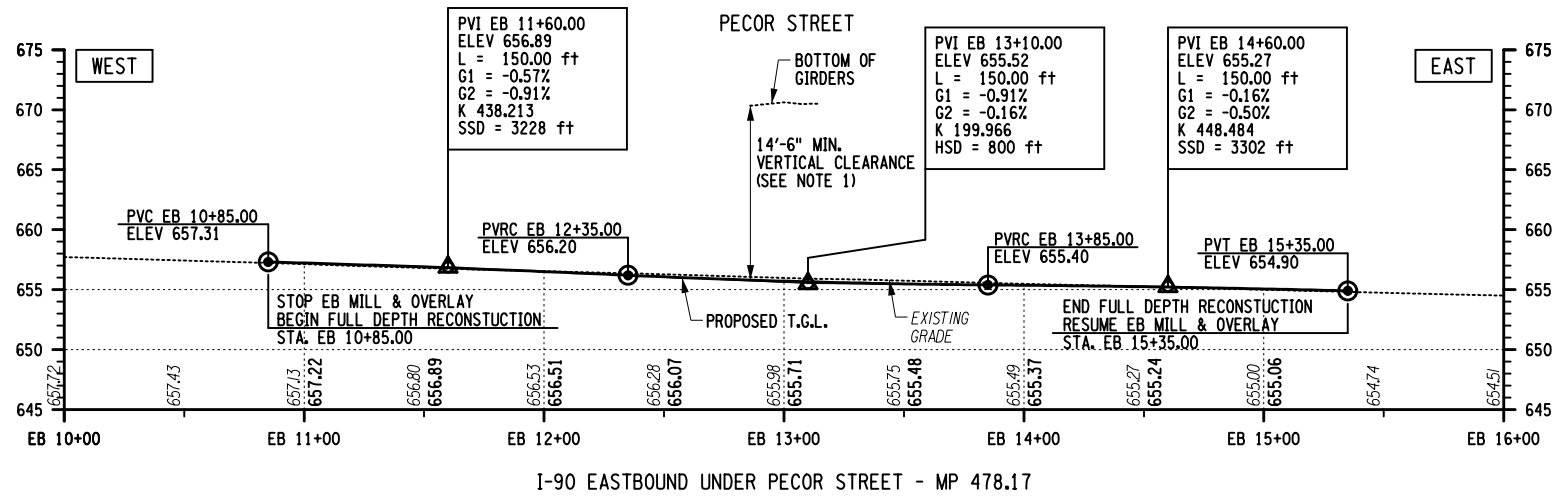 PECOR STREET
WEST
EAST
PVI EB 11+60.00
ELEV 656.89
L = 150.00 ft
G1 = -0.57%
G2 = -0.91%
K 438.213
SSD = 3228 ft
BOTTOM OF
GIRDERS
14'-6" MIN.
VERTICAL CLEARANCE
(SEE NOTE 1)
PVI EB 13+10.00
ELEV 655.52
L = 150.00 ft
G1 = -0.91%
G2 = -0.16%
K 199.966
HSD = 800 ft
PVI EB 14+60.00
ELEV 655.27
L = 150.00 ft
G1 = -0.16%
G2 = -0.50%
K 448.484
SSD = 3302 ft
675
670
665
660
655
650
645
675
670
665
660
655
650
645
PVC EB 10+85.00
ELEV 657.31
PVRC EB 12+35.00
ELEV 656.20
PVRC EB 13+85.00
ELEV 655.40
PVT EB 15+35.00
ELEV 654.90
STOP EB MILL & OVERLAY
BEGIN FULL DEPTH RECONSTUCTION
STA. EB 10+85.00
PROPOSED T.G.L.
EXISTING
GRADE
END FULL DEPTH RECONSTUCTION
RESUME EB MILL & OVERLAY
STA. EB 15+35.00
657.72
657.43
657.13
657.22
656.80
656.89
656.53
656.51
656.28
656.07
655.98
655.71
655.75
655.48
655.49
655.37
655.27
655.24
655.00
655.06
654.74
654.51
EB 10+00
EB 11+00
EB 12+00
EB 13+00
EB 14+00
EB 15+00
EB 16+00
I-90 EASTBOUND UNDER PECOR STREET - MP 478.17